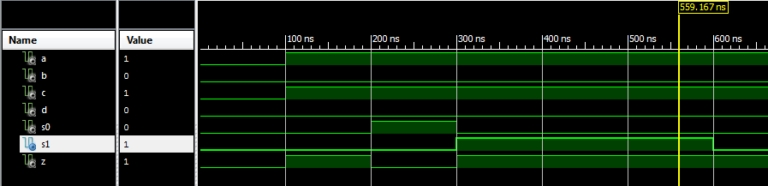 559.167 ns
Name Value
100 ns 200 ns 300 ns 400 ns 500 ns 600 ns
a 1
b 0
c 1
d 0
s0 0
s1 1
z 1